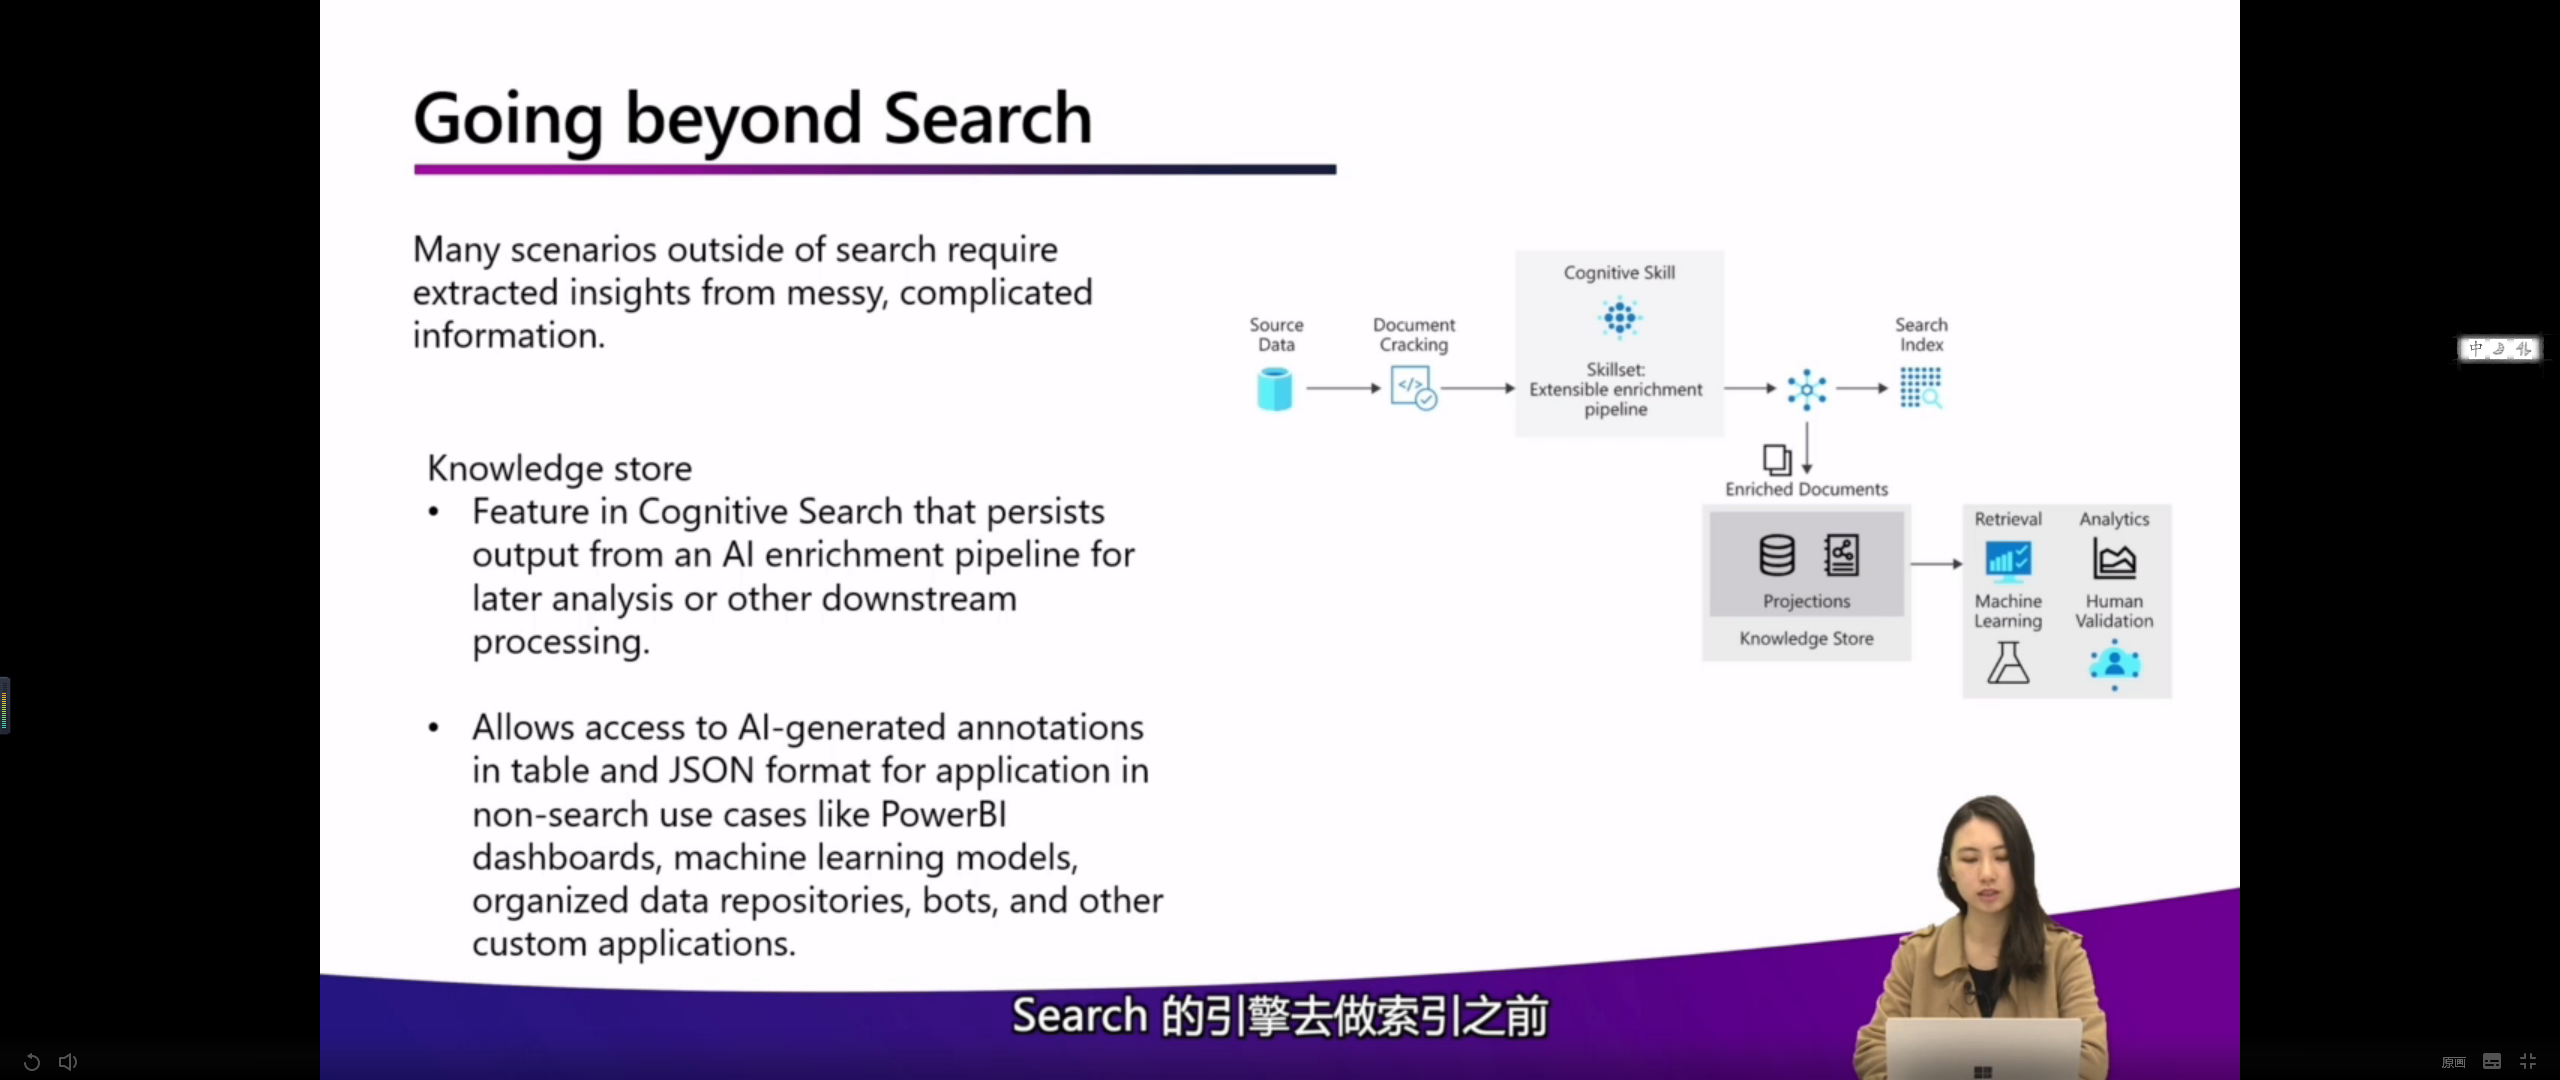 Going beyond Search
Many scenarios outside of search require
extracted insights from messy, complicated
information.
Knowledge store
• Feature in Cognitive Search that persists
output from an AI enrichment pipeline for
later analysis or other downstream
processing.
• Allows access to AI-generated annotations
in table and JSON format for application in
non-search use cases like PowerBI
dashboards, machine learning models,
organized data repositories, bots, and other
custom applications.
Source
Data
Document
Cracking
</>
Cognitive Skill
Skillset:
Extensible enrichment
pipeline
Search
Index
Enriched Documents
Projections
Knowledge Store
Retrieval
Analytics
Machine
Learning
Human
Validation
中
Search 的引擎去做索引之前
原画